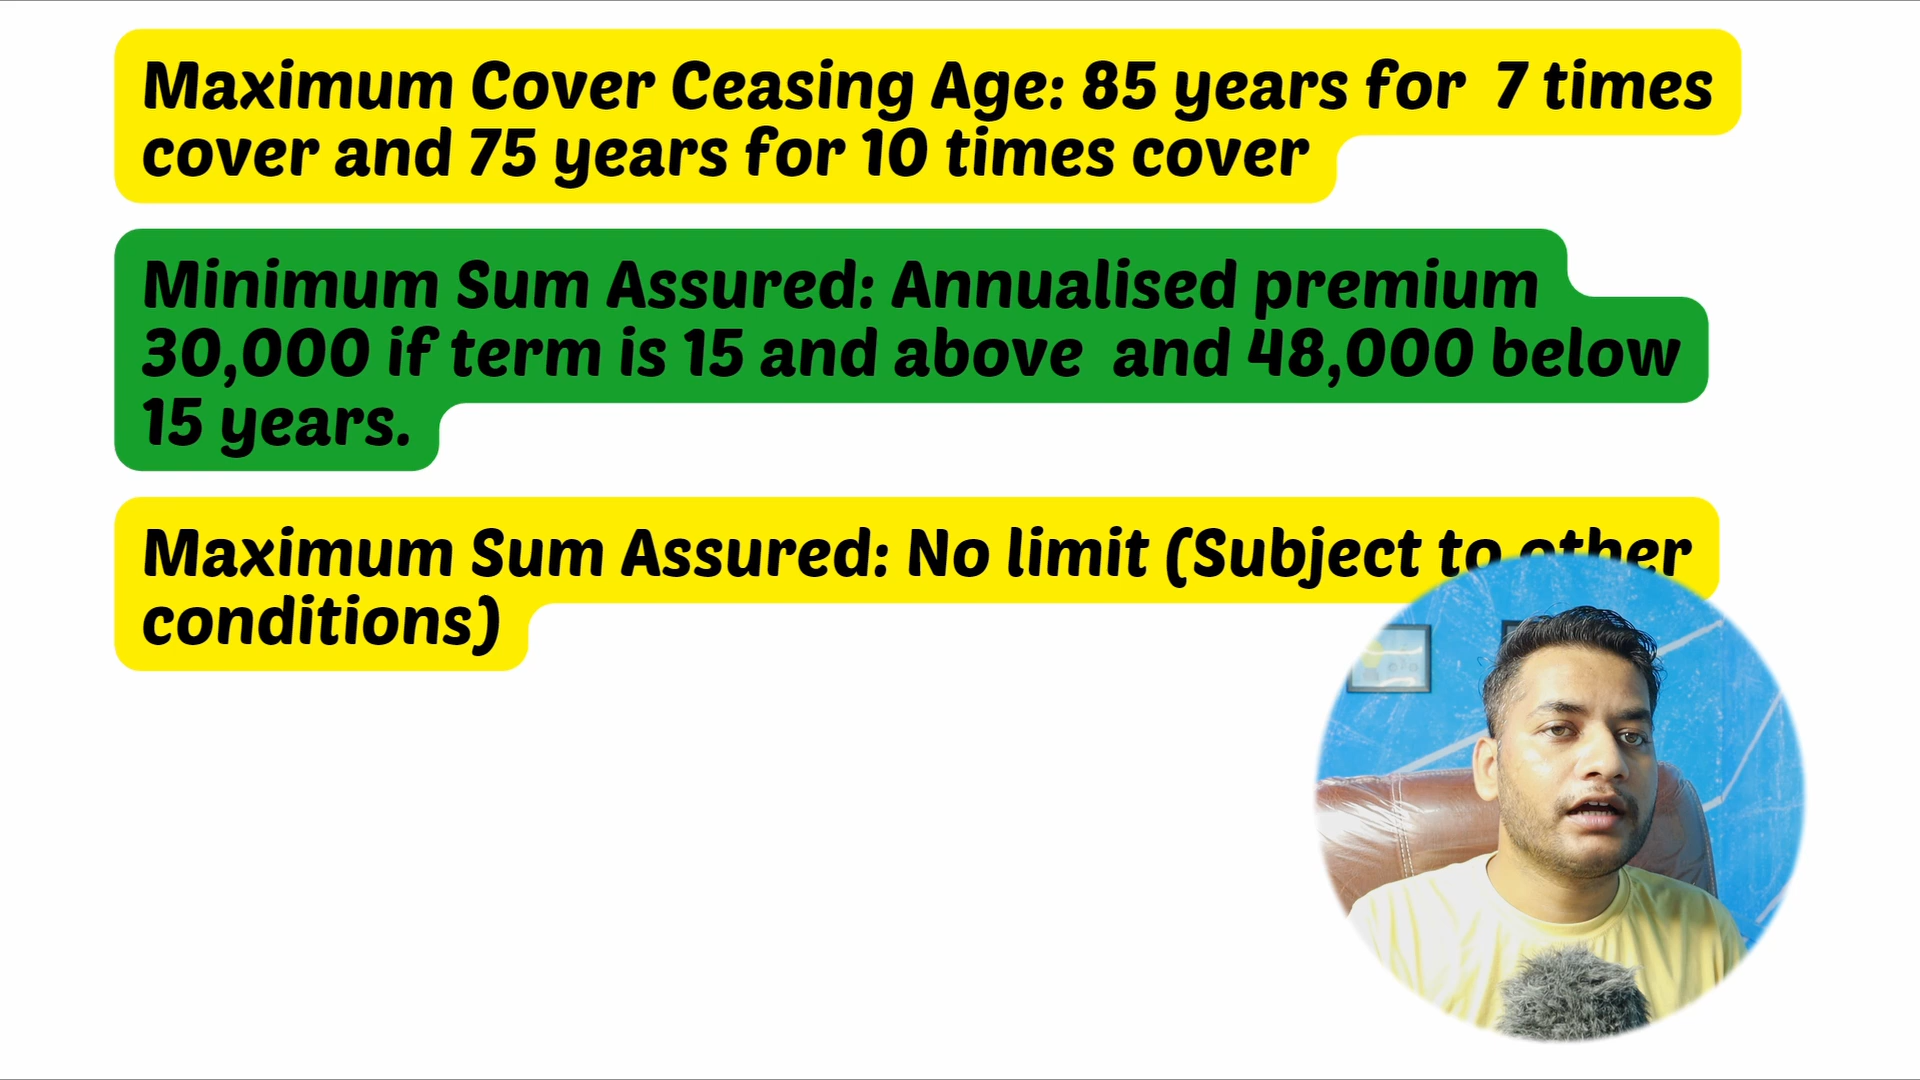 Maximum Cover Ceasing Age: 85 years for 7 times
cover and 75 years for 10 times cover
Minimum Sum Assured: Annualised premium
30,000 if term is 15 and above and 48,000 below
15 years.
Maximum Sum Assured: No limit (Subject to other
conditions)